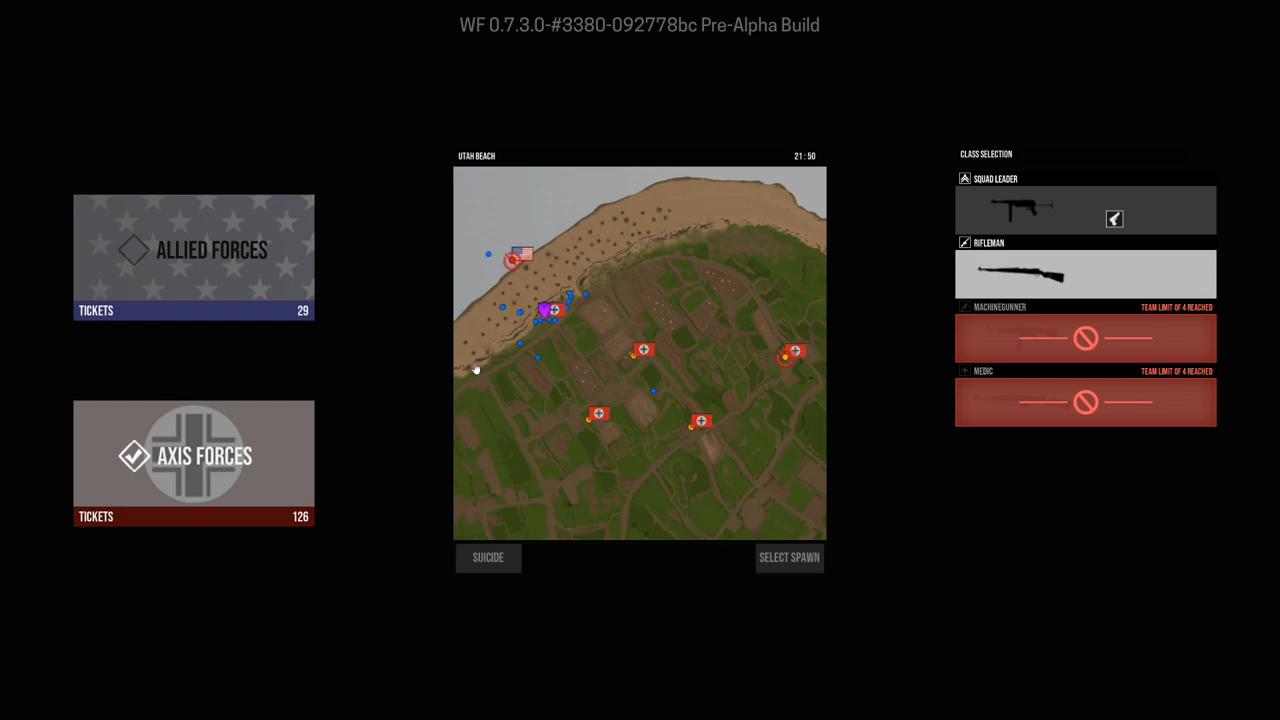 WF 0.7.3.0-#3380-092778bc Pre-Alpha Build
UTAH BEACH
21 : 50
CLASS SELECTION
SQUAD LEADER
RIFLEMAN
MACHINEGUNNER
TEAM LIMIT OF 4 REACHED
MEDIC
TEAM LIMIT OF 4 REACHED
ALLIED FORCES
TICKETS
29
AXIS FORCES
TICKETS
126
SUICIDE
SELECT SPAWN